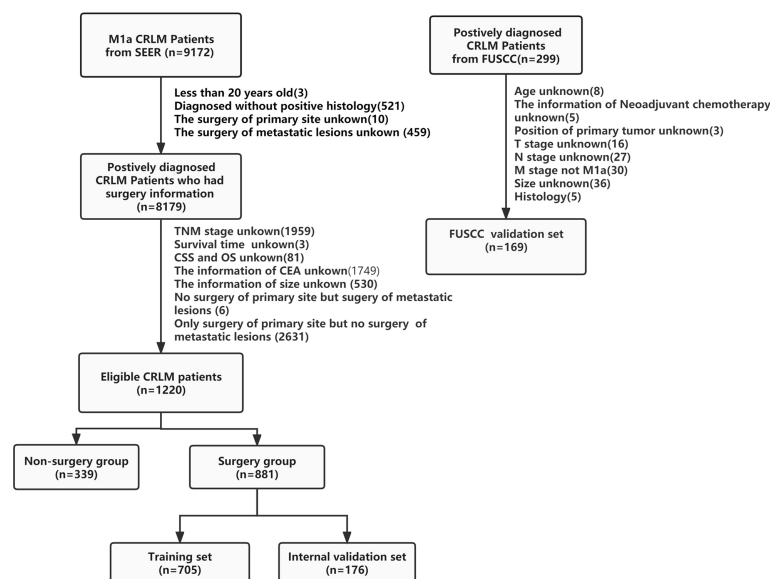 M1a CRLM Patients
from SEER (n=9172)
Less than 20 years old(3)
Diagnosed without positive histology(521)
The surgery of primary site unkown(10)
The surgery of metastatic lesions unkown (459)
Postively diagnosed
CRLM Patients who had
surgery information
(n=8179)
TNM stage unkown(1959)
Survival time unkown(3)
CSS and OS unkown(81)
The information of CEA unkown(1749)
The information of size unkown (530)
No surgery of primary site but sugery of metastatic
lesions (6)
Only surgery of primary site but no surgery of
metastatic lesions (2631)
Eligible CRLM patients
(n=1220)
Non-surgery group
(n=339)
Surgery group
(n=881)
Training set
(n=705)
Internal validation set
(n=176)
Postively diagnosed
CRLM Patients
from FUSCC(n=299)
Age unknown(8)
The information of Neoadjuvant chemotherapy
unknown(5)
Position of primary tumor unknown(3)
T stage unknown(16)
N stage unknown(27)
M stage not M1a(30)
Size unknown(36)
Histology(5)
FUSCC validation set
(n=169)